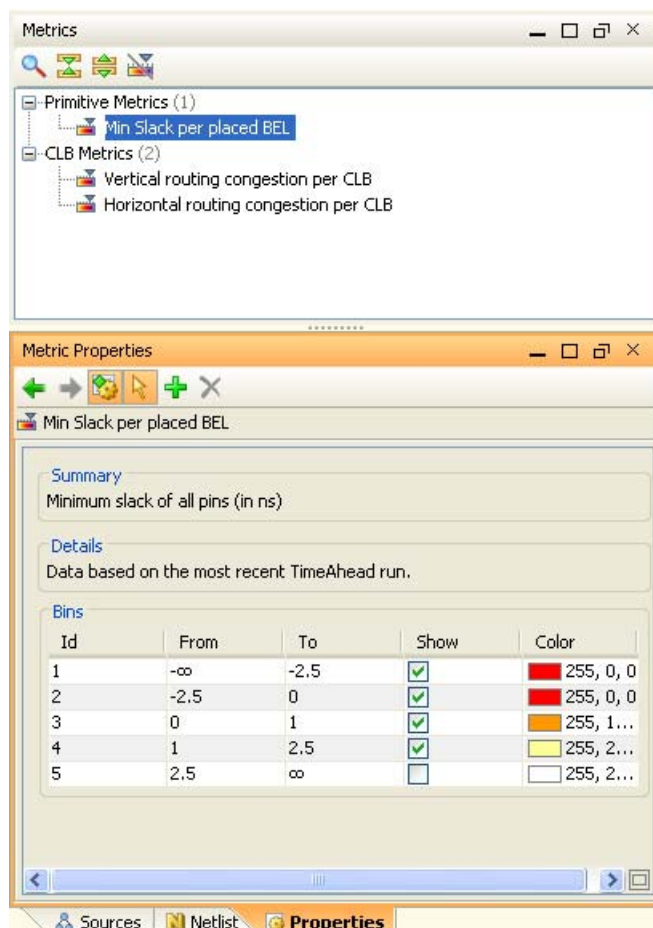 Metrics
Primitive Metrics (1)
Min Slack per placed BEL
CLB Metrics (2)
Vertical routing congestion per CLB
Horizontal routing congestion per CLB
Metric Properties
Min Slack per placed BEL
Summary
Minimum slack of all pins (in ns)
Details
Data based on the most recent TimeAhead run.
Bins
Id From To Show Color
1 -∞ -2.5 255, 0, 0
2 -2.5 0 255, 0, 0
3 0 1 255, 1...
4 1 2.5 255, 2...
5 2.5 ∞ 255, 2...
Sources Netlist Properties